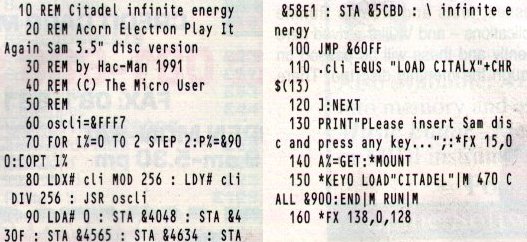 10 REM Citadel infinite energy
20 REM Acorn Electron Play It
Again Sam 3.5" disc version
30 REM by Hac-Man 1991
40 REM (C) The Micro User
50 REM
60 oscli=&FFF7
70 FOR I%=0 TO 2 STEP 2:P%=&90
0:[OPT I%
80 LDX# cli MOD 256 : LDY# cli
DIV 256 : JSR oscli
90 LDA# 0 : STA &4048 : STA &4
30F : STA &4565 : STA &4634 : STA
&58E1 : STA &5CBD : \ infinite e
nergy
100 JMP &60FF
110 .cli EQUS "LOAD CITALX"+CHR
$(13)
120 ]:NEXT
130 PRINT"PLease insert Sam dis
c and press any key...";:*FX 15,0
140 A%=GET:*MOUNT
150 *KEY0 LOAD"CITADEL"|M 470 C
ALL &900:END|M RUN|M
160 *FX 138,0,128